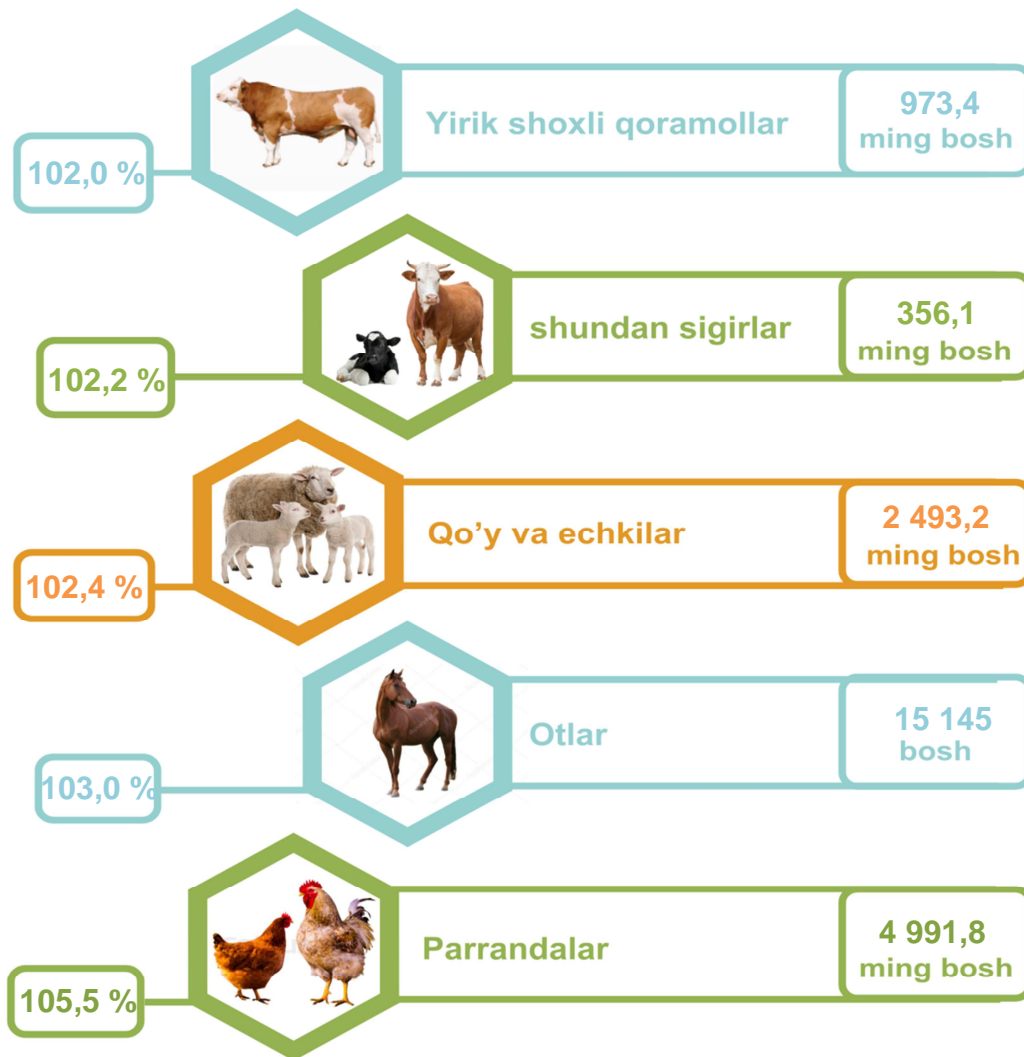 Yirik shoxli qoramollar
973,4
ming bosh
102,0 %
shundan sigirlar
356,1
ming bosh
102,2 %
Qo’y va echkilar
2 493,2
ming bosh
102,4 %
Otlar
15 145
bosh
103,0 %
Parrandalar
4 991,8
ming bosh
105,5 %